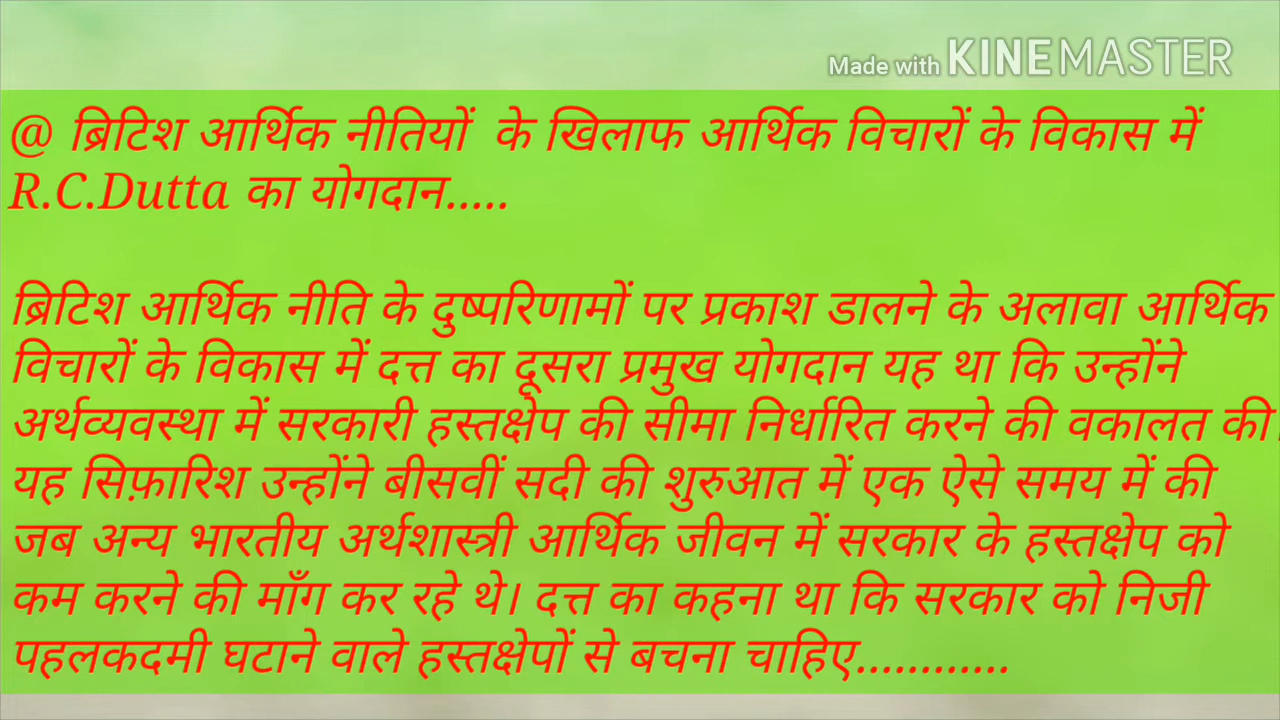 Made with KINEMASTER
@ ब्रिटिश आर्थिक नीतियों के खिलाफ आर्थिक विचारों के विकास में
R.C.Dutta का योगदान.....
ब्रिटिश आर्थिक नीति के दुष्परिणामों पर प्रकाश डालने के अलावा आर्थिक
विचारों के विकास में दत्त का दूसरा प्रमुख योगदान यह था कि उन्होंने
अर्थव्यवस्था में सरकारी हस्तक्षेप की सीमा निर्धारित करने की वकालत की।
यह सिफ़ारिश उन्होंने बीसवीं सदी की शुरुआत में एक ऐसे समय में की
जब अन्य भारतीय अर्थशास्त्री आर्थिक जीवन में सरकार के हस्तक्षेप को
कम करने की माँग कर रहे थे। दत्त का कहना था कि सरकार को निजी
पहलकदमी घटाने वाले हस्तक्षेपों से बचना चाहिए............